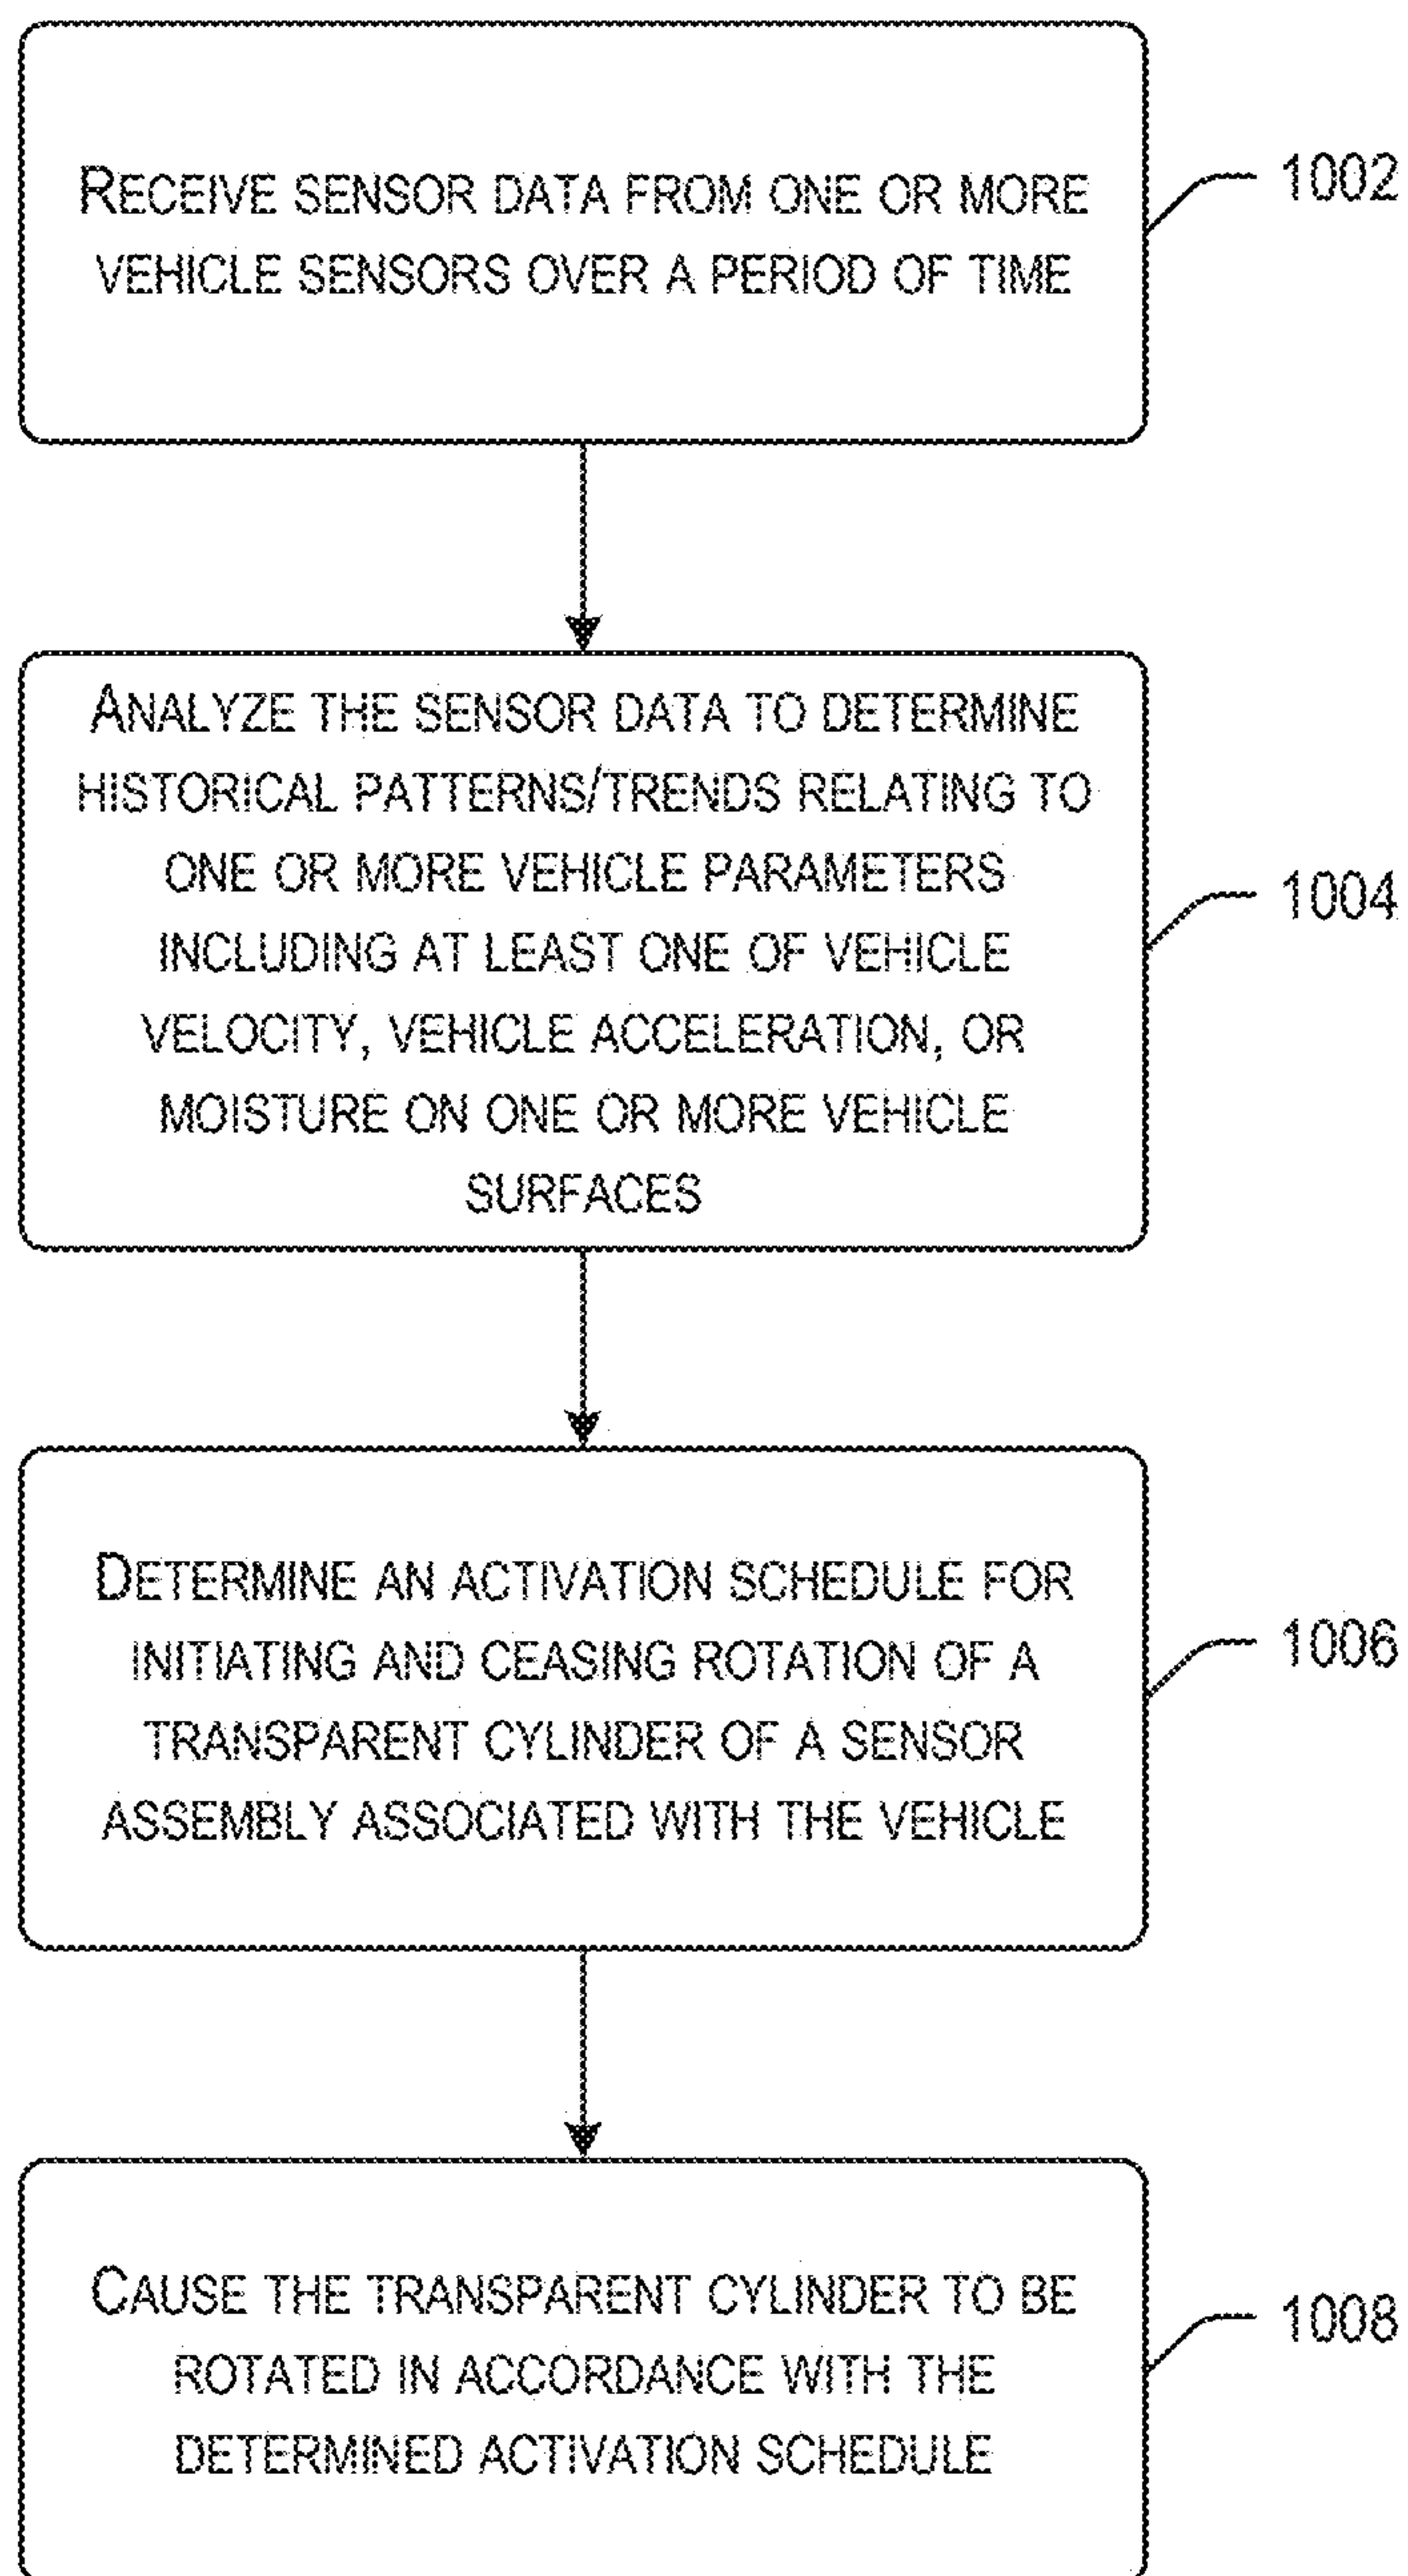 RECEIVE SENSOR DATA FROM ONE OR MORE
VEHICLE SENSORS OVER A PERIOD OF TIME
1002
ANALYZE THE SENSOR DATA TO DETERMINE
HISTORICAL PATTERNS/TRENDS RELATING TO
ONE OR MORE VEHICLE PARAMETERS
INCLUDING AT LEAST ONE OF VEHICLE
VELOCITY, VEHICLE ACCELERATION, OR
MOISTURE ON ONE OR MORE VEHICLE
SURFACES
1004
DETERMINE AN ACTIVATION SCHEDULE FOR
INITIATING AND CEASING ROTATION OF A
TRANSPARENT CYLINDER OF A SENSOR
ASSEMBLY ASSOCIATED WITH THE VEHICLE
1006
CAUSE THE TRANSPARENT CYLINDER TO BE
ROTATED IN ACCORDANCE WITH THE
DETERMINED ACTIVATION SCHEDULE
1008